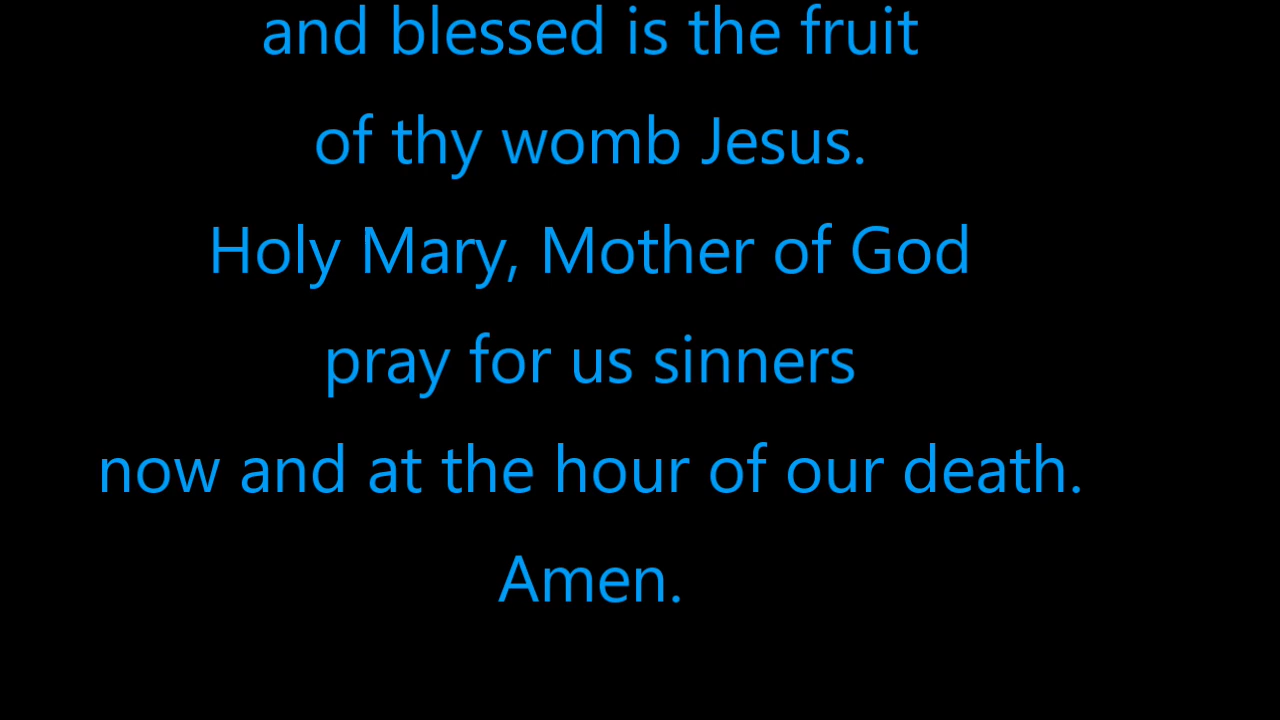 and blessed is the fruit
of thy womb Jesus.
Holy Mary, Mother of God
pray for us sinners
now and at the hour of our death.
Amen.